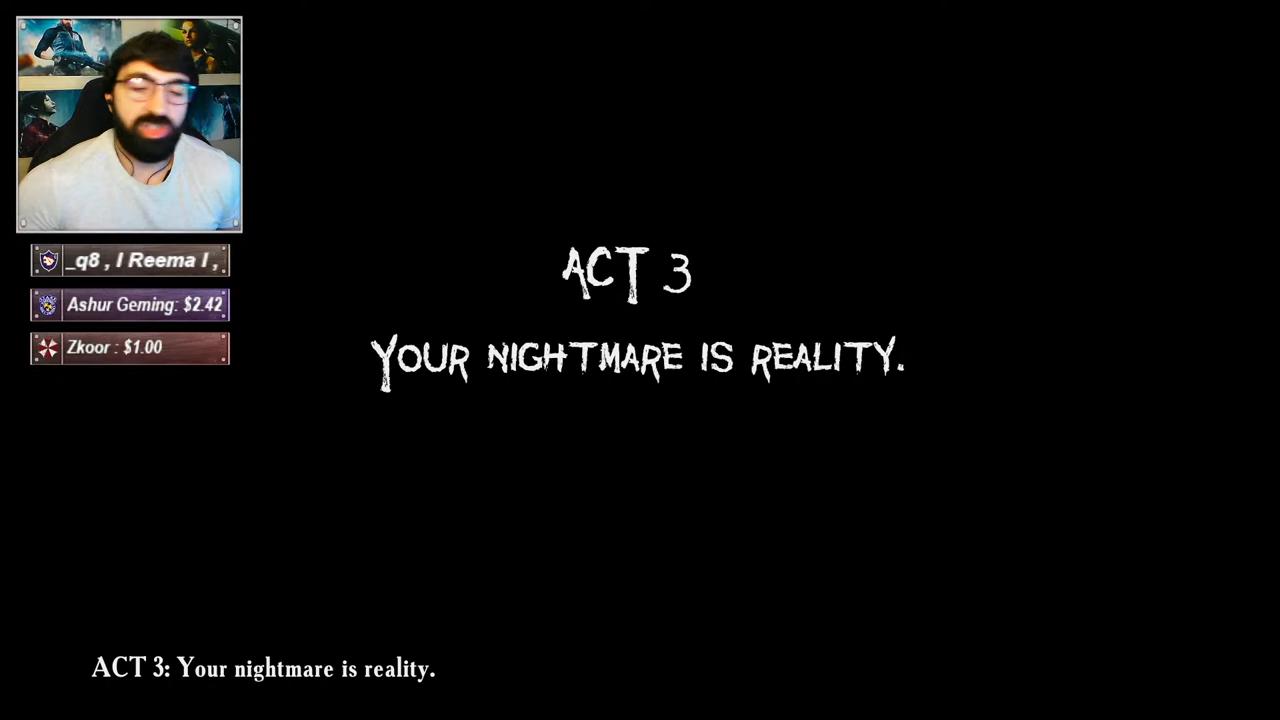 _q8 , I Reema I ,
Ashur Geming: $2.42
Zkoor : $1.00
ACT 3
YOUR NIGHTMARE IS REALITY.
ACT 3: Your nightmare is reality.